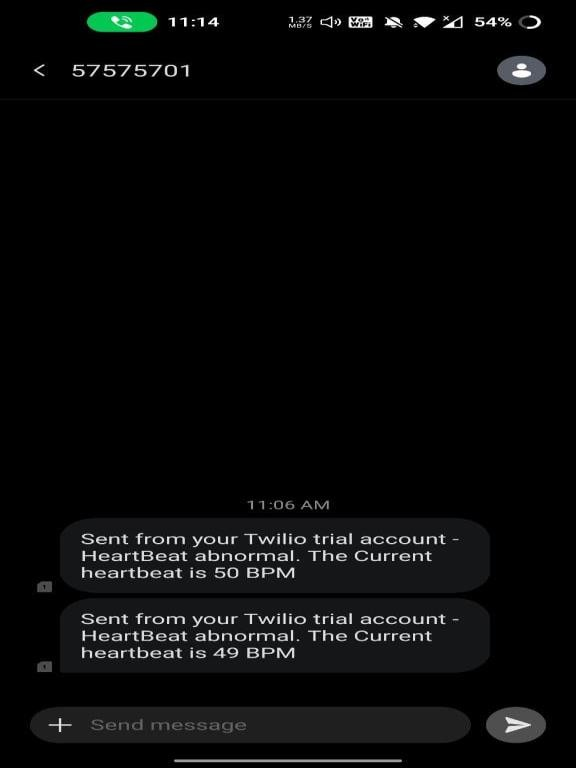 11:14
1.37
MB/S
Vo
WiFi
54%
57575701
11:06 AM
Sent from your Twilio trial account -
HeartBeat abnormal. The Current
heartbeat is 50 BPM
1
Sent from your Twilio trial account -
HeartBeat abnormal. The Current
heartbeat is 49 BPM
1
Send message